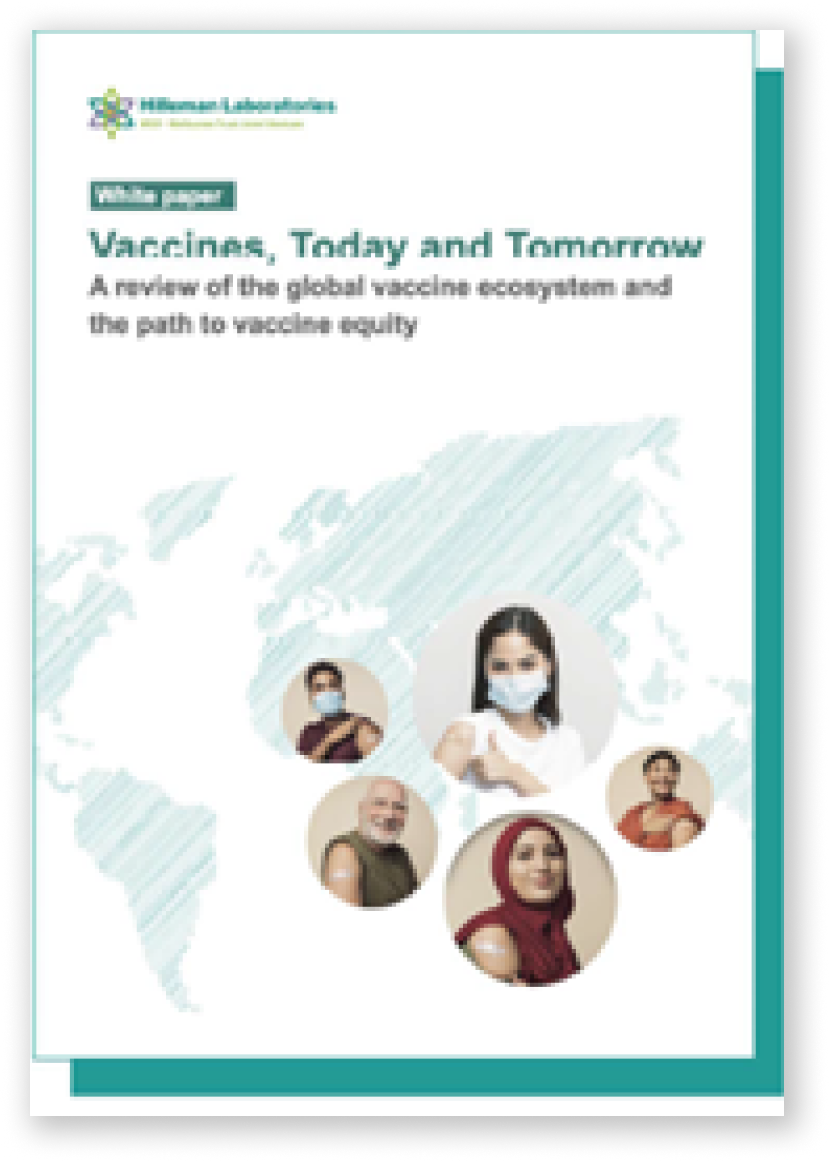 Hilleman Laboratories
White paper
Vaccines, Today and Tomorrow
A review of the global vaccine ecosystem and
the path to vaccine equity